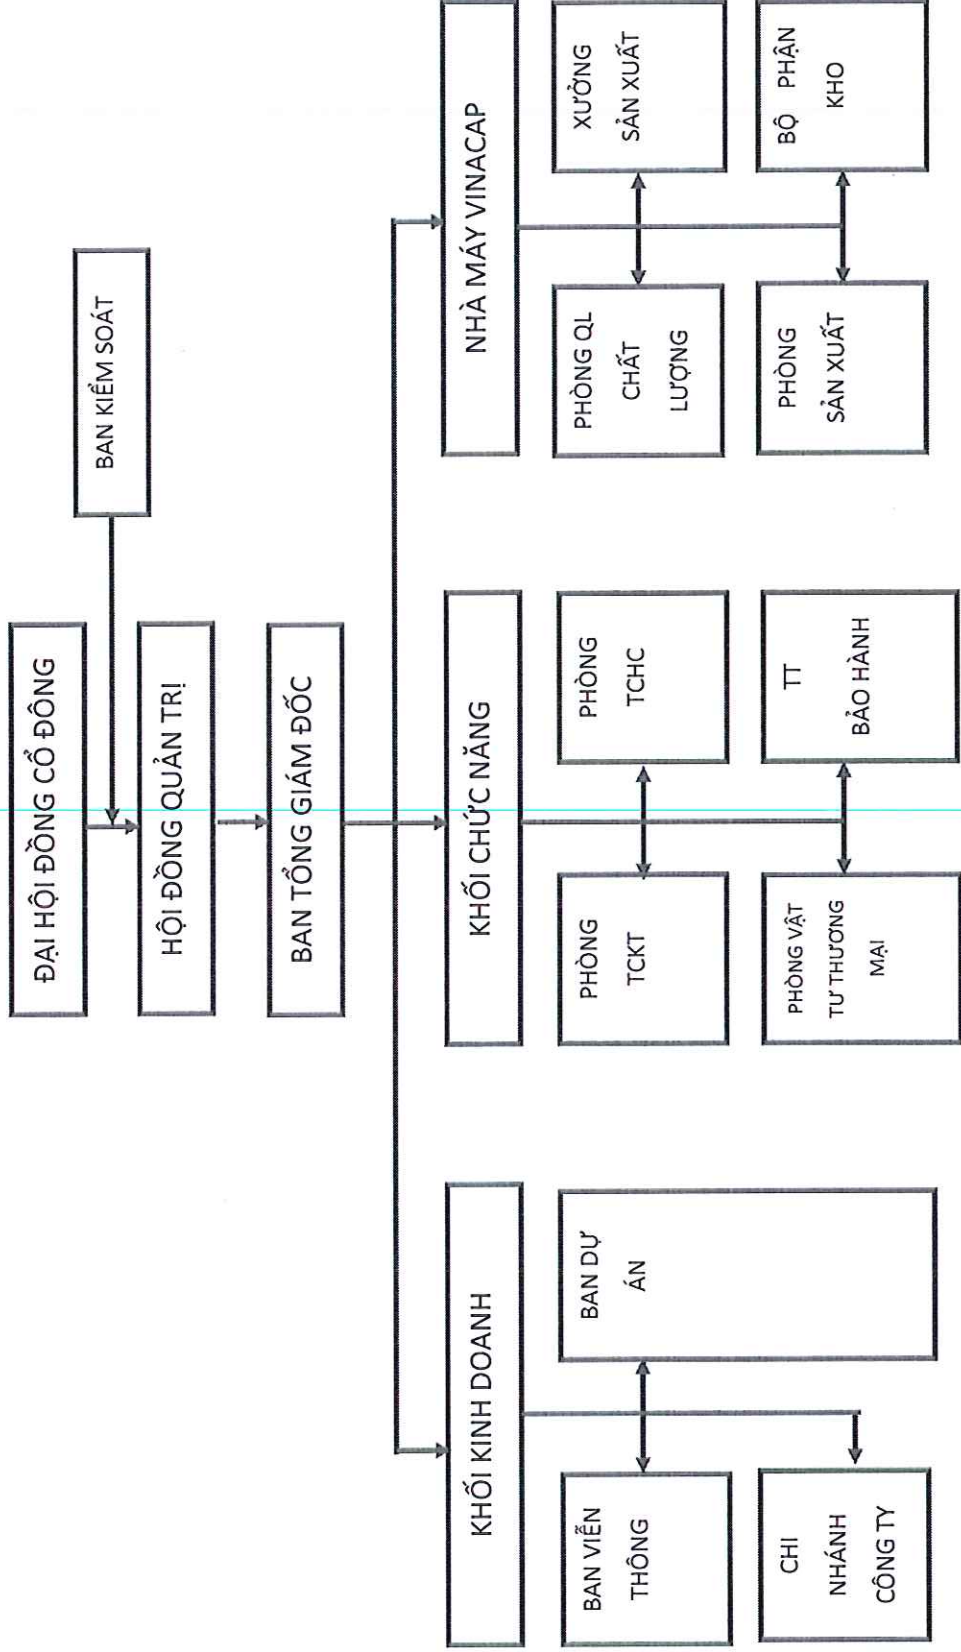 ĐẠI HỘI ĐỒNG CỔ ĐÔNG
BAN KIỂM SOÁT
HỘI ĐỒNG QUẢN TRỊ
BAN TỔNG GIÁM ĐỐC
KHỐI KINH DOANH
KHỐI CHỨC NĂNG
NHÀ MÁY VINACAP
BAN VIỄN
THÔNG
BAN DỰ
ÁN
PHÒNG
TCKT
PHÒNG
TCHC
PHÒNG QL
CHẤT
LƯỢNG
XƯỞNG
SẢN XUẤT
CHI
NHÁNH
CÔNG TY
PHÒNG VẬT
TƯ THƯƠNG
MẠI
TT
BẢO HÀNH
PHÒNG
SẢN XUẤT
BỘ PHẬN
KHO